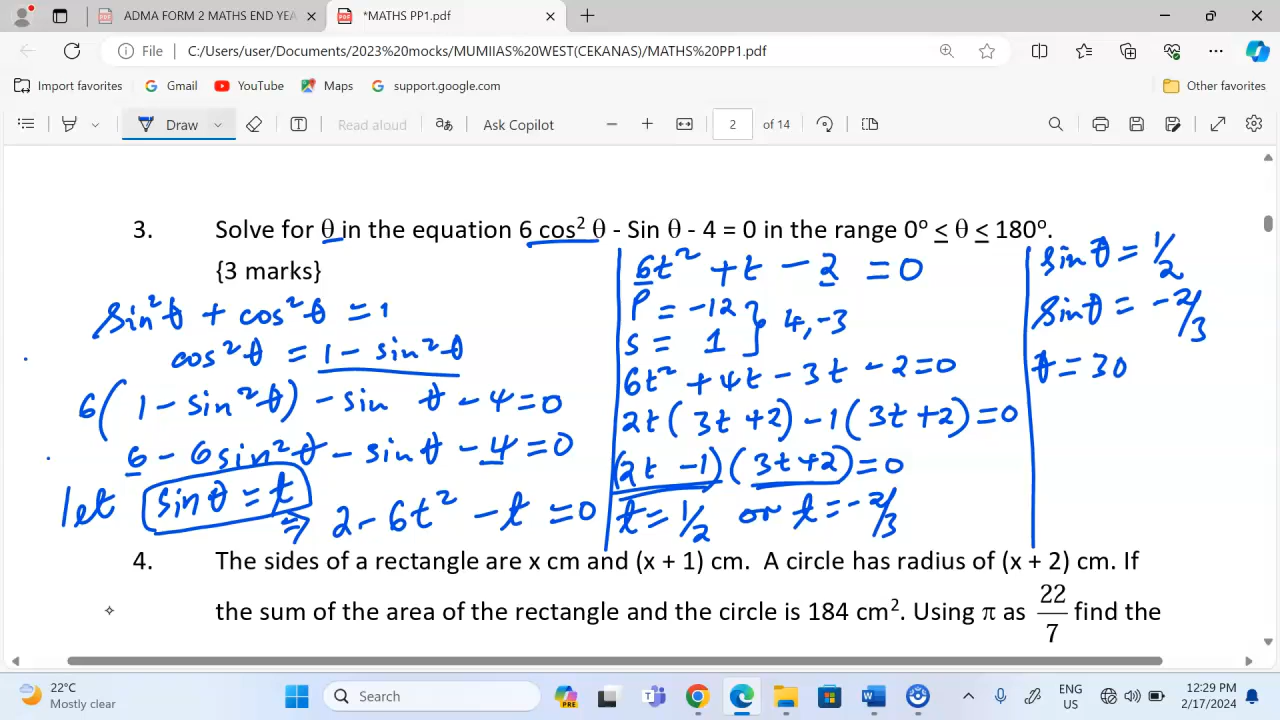 ADMA FORM 2 MATHS END YEA
*MATHS PP1.pdf
File C:/Users/user/Documents/2023%20mocks/MUMIIAS%20WEST(CEKANAS)/MATHS%20PP1.pdf
Import favorites Gmail YouTube Maps support.google.com Other favorites
Draw Read aloud Ask Copilot 2 of 14
3. Solve for θ in the equation 6 cos² θ - Sin θ - 4 = 0 in the range 0° ≤ θ ≤ 180°.
{3 marks}
sin²θ + cos²θ = 1
cos²θ = 1 - sin²θ
6(1 - sin²θ) - sin θ - 4 = 0
6 - 6sin²θ - sinθ - 4 = 0
let sinθ = t
⇒ 2 - 6t² - t = 0
6t² + t - 2 = 0
P = -12 } 4, -3
S = 1
6t² + 4t - 3t - 2 = 0
2t(3t + 2) - 1(3t + 2) = 0
(2t - 1)(3t + 2) = 0
t = 1/2 or t = -2/3
sinθ = 1/2
sinθ = -2/3
θ = 30
4. The sides of a rectangle are x cm and (x + 1) cm. A circle has radius of (x + 2) cm. If
the sum of the area of the rectangle and the circle is 184 cm². Using π as 22/7 find the
22°C
Mostly clear
Search
PRE
ENG
US
12:29 PM
2/17/2024